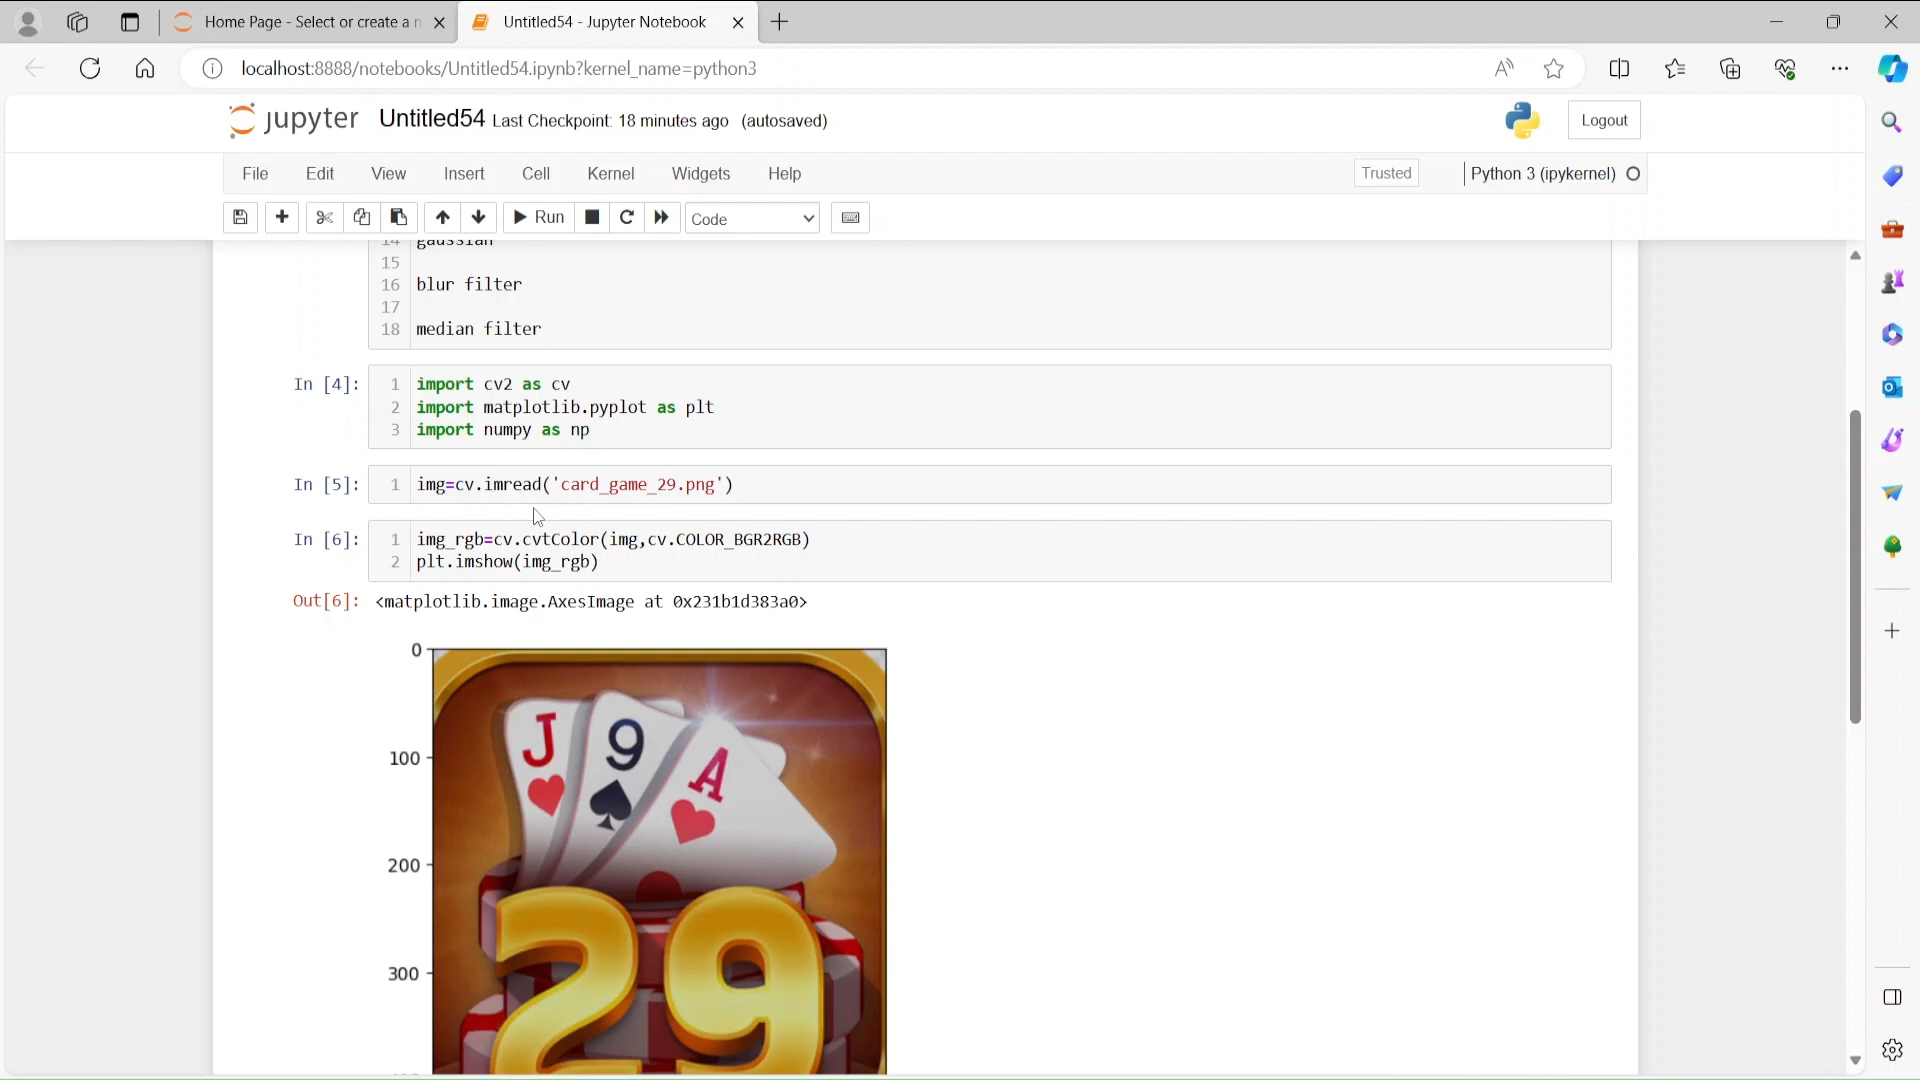 Home Page - Select or create a n
Untitled54 - Jupyter Notebook
localhost:8888/notebooks/Untitled54.ipynb?kernel_name=python3
jupyter Untitled54 Last Checkpoint: 18 minutes ago (autosaved)
Logout
File Edit View Insert Cell Kernel Widgets Help
Trusted
Python 3 (ipykernel)
Run
Code
14 gaussian
15
16 blur filter
17
18 median filter
In [4]:
1 import cv2 as cv
2 import matplotlib.pyplot as plt
3 import numpy as np
In [5]:
1 img=cv.imread('card_game_29.png')
In [6]:
1 img_rgb=cv.cvtColor(img,cv.COLOR_BGR2RGB)
2 plt.imshow(img_rgb)
Out[6]: <matplotlib.image.AxesImage at 0x231b1d383a0>
0
100
200
300
J
9
A
29